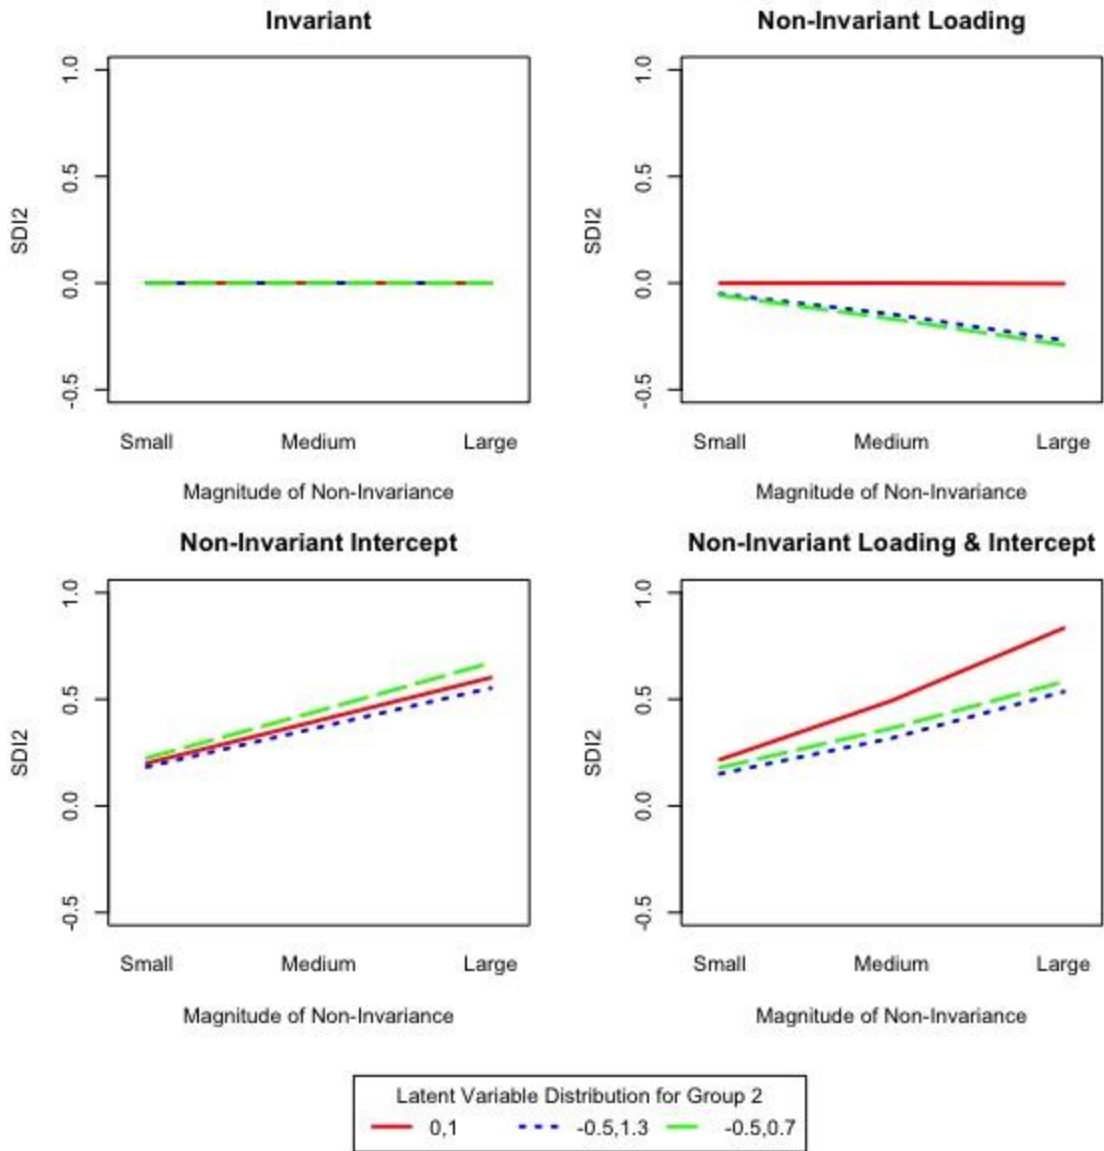 Invariant
SDI2
1.0
0.5
0.0
-0.5
Small Medium Large
Magnitude of Non-Invariance
Non-Invariant Loading
SDI2
1.0
0.5
0.0
-0.5
Small Medium Large
Magnitude of Non-Invariance
Non-Invariant Intercept
SDI2
1.0
0.5
0.0
-0.5
Small Medium Large
Magnitude of Non-Invariance
Non-Invariant Loading & Intercept
SDI2
1.0
0.5
0.0
-0.5
Small Medium Large
Magnitude of Non-Invariance
Latent Variable Distribution for Group 2
0,1 -0.5,1.3 -0.5,0.7